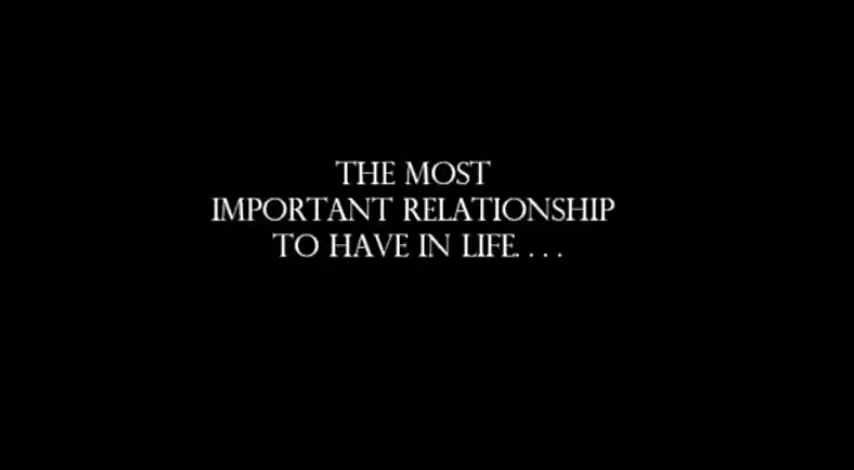 THE MOST
IMPORTANT RELATIONSHIP
TO HAVE IN LIFE. . . .